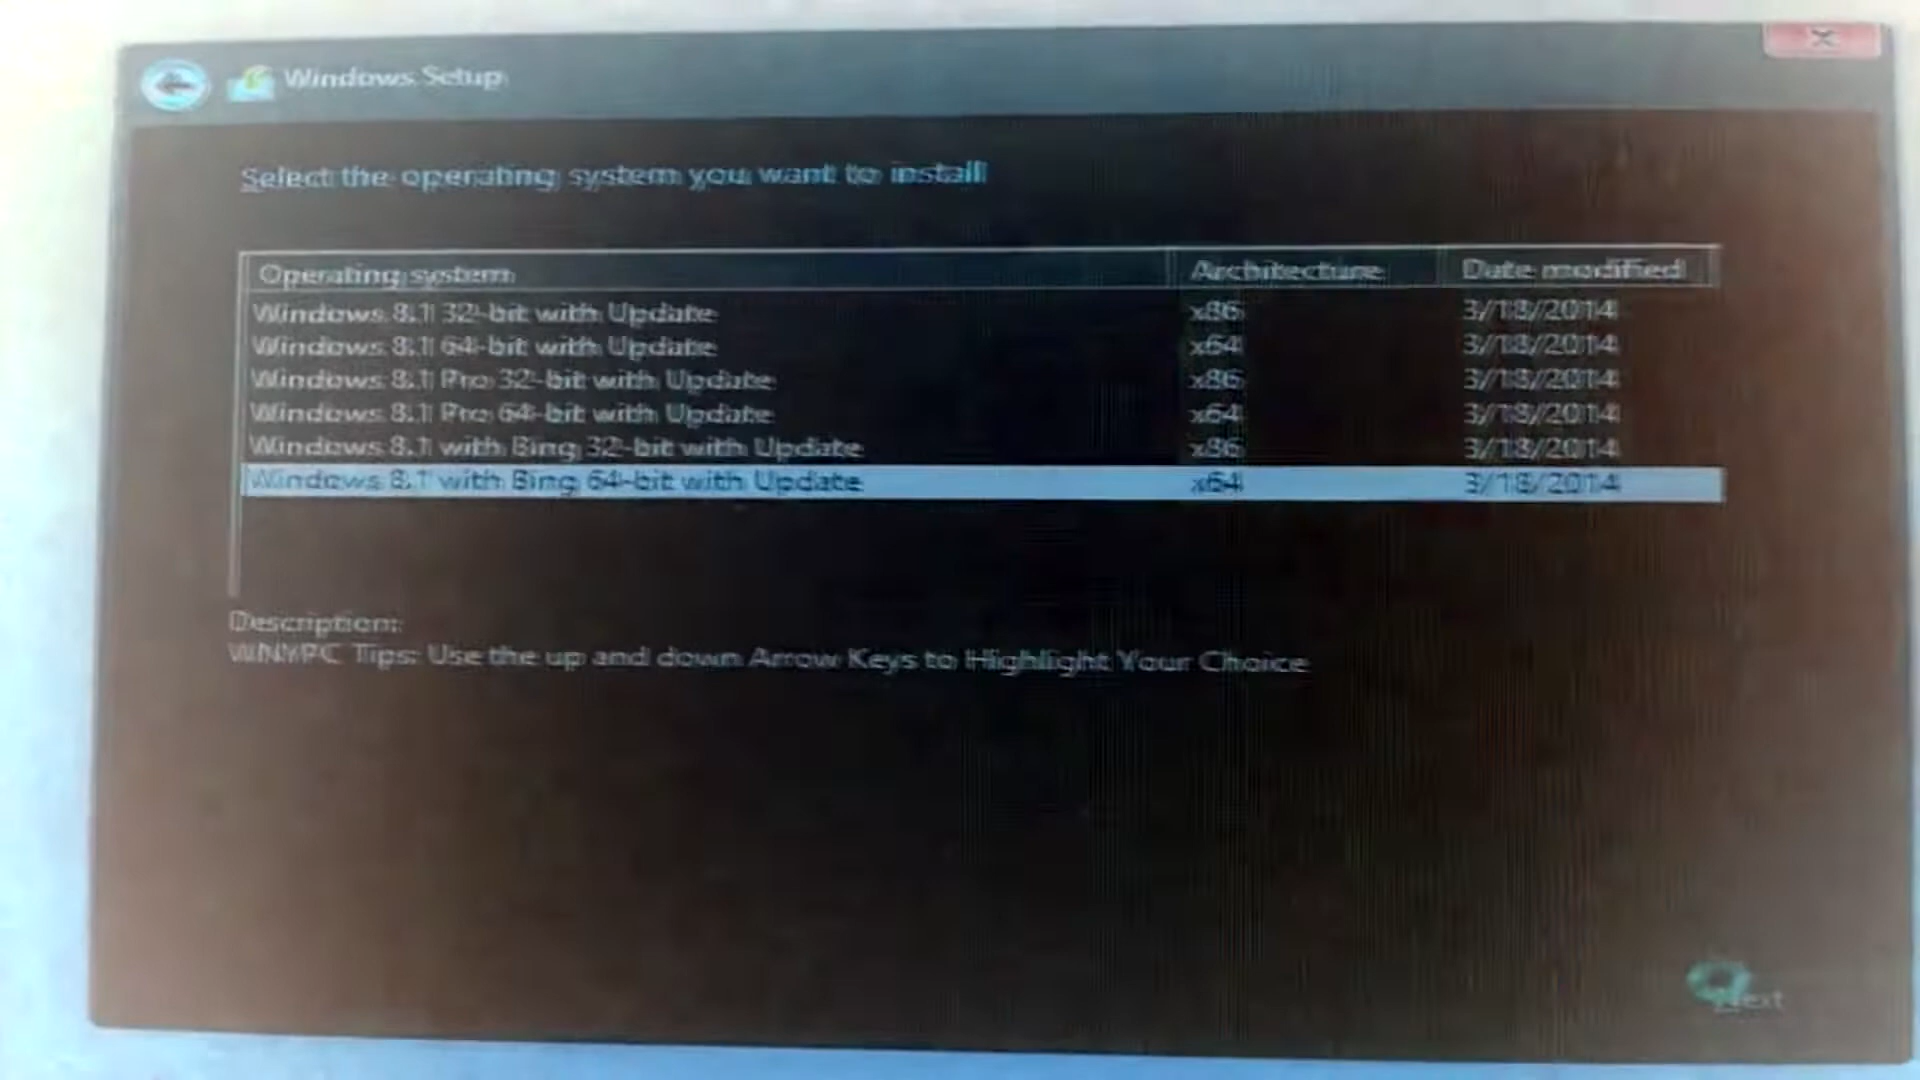 Windows Setup
Select the operating system you want to install
Operating system Architecture Date modified
Windows 8.1 32-bit with Update x86 3/18/2014
Windows 8.1 64-bit with Update x64 3/18/2014
Windows 8.1 Pro 32-bit with Update x86 3/18/2014
Windows 8.1 Pro 64-bit with Update x64 3/18/2014
Windows 8.1 with Bing 32-bit with Update x86 3/18/2014
Windows 8.1 with Bing 64-bit with Update x64 3/18/2014
Description:
Tips: Use the up and down Arrow Keys to Highlight Your Choice
Next